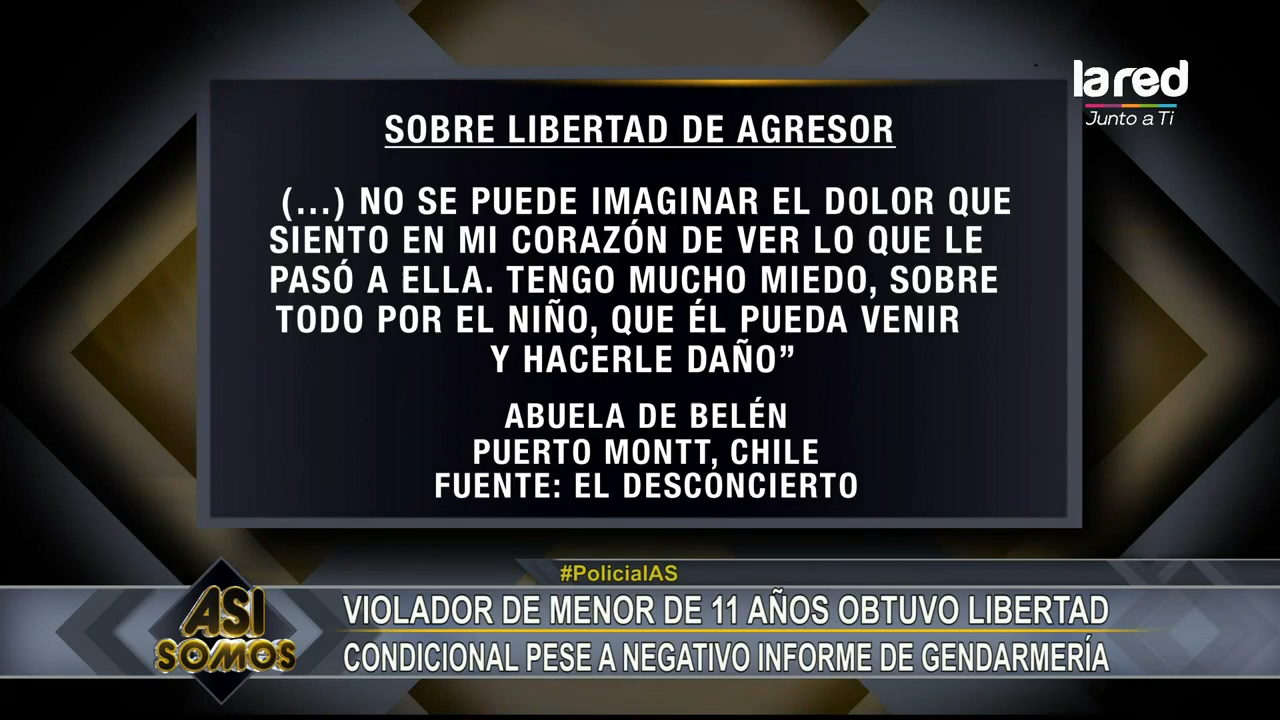 lared
Junto a Ti
SOBRE LIBERTAD DE AGRESOR
(...) NO SE PUEDE IMAGINAR EL DOLOR QUE
SIENTO EN MI CORAZÓN DE VER LO QUE LE
PASÓ A ELLA. TENGO MUCHO MIEDO, SOBRE
TODO POR EL NIÑO, QUE ÉL PUEDA VENIR
Y HACERLE DAÑO”
ABUELA DE BELÉN
PUERTO MONTT, CHILE
FUENTE: EL DESCONCIERTO
#PolicialAS
ASI
SOMOS
VIOLADOR DE MENOR DE 11 AÑOS OBTUVO LIBERTAD
CONDICIONAL PESE A NEGATIVO INFORME DE GENDARMERÍA